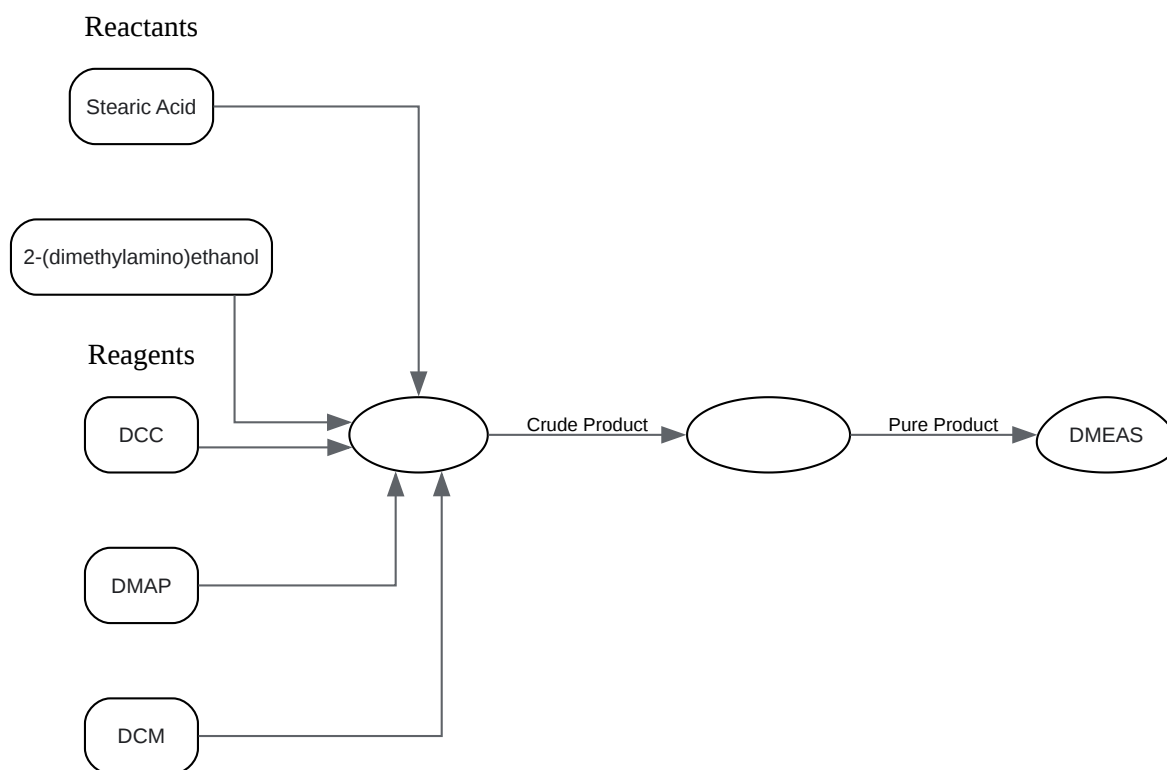 Reactants
Stearic Acid
2-(dimethylamino)ethanol
Reagents
DCC
Crude Product
Pure Product
DMEAS
DMAP
DCM